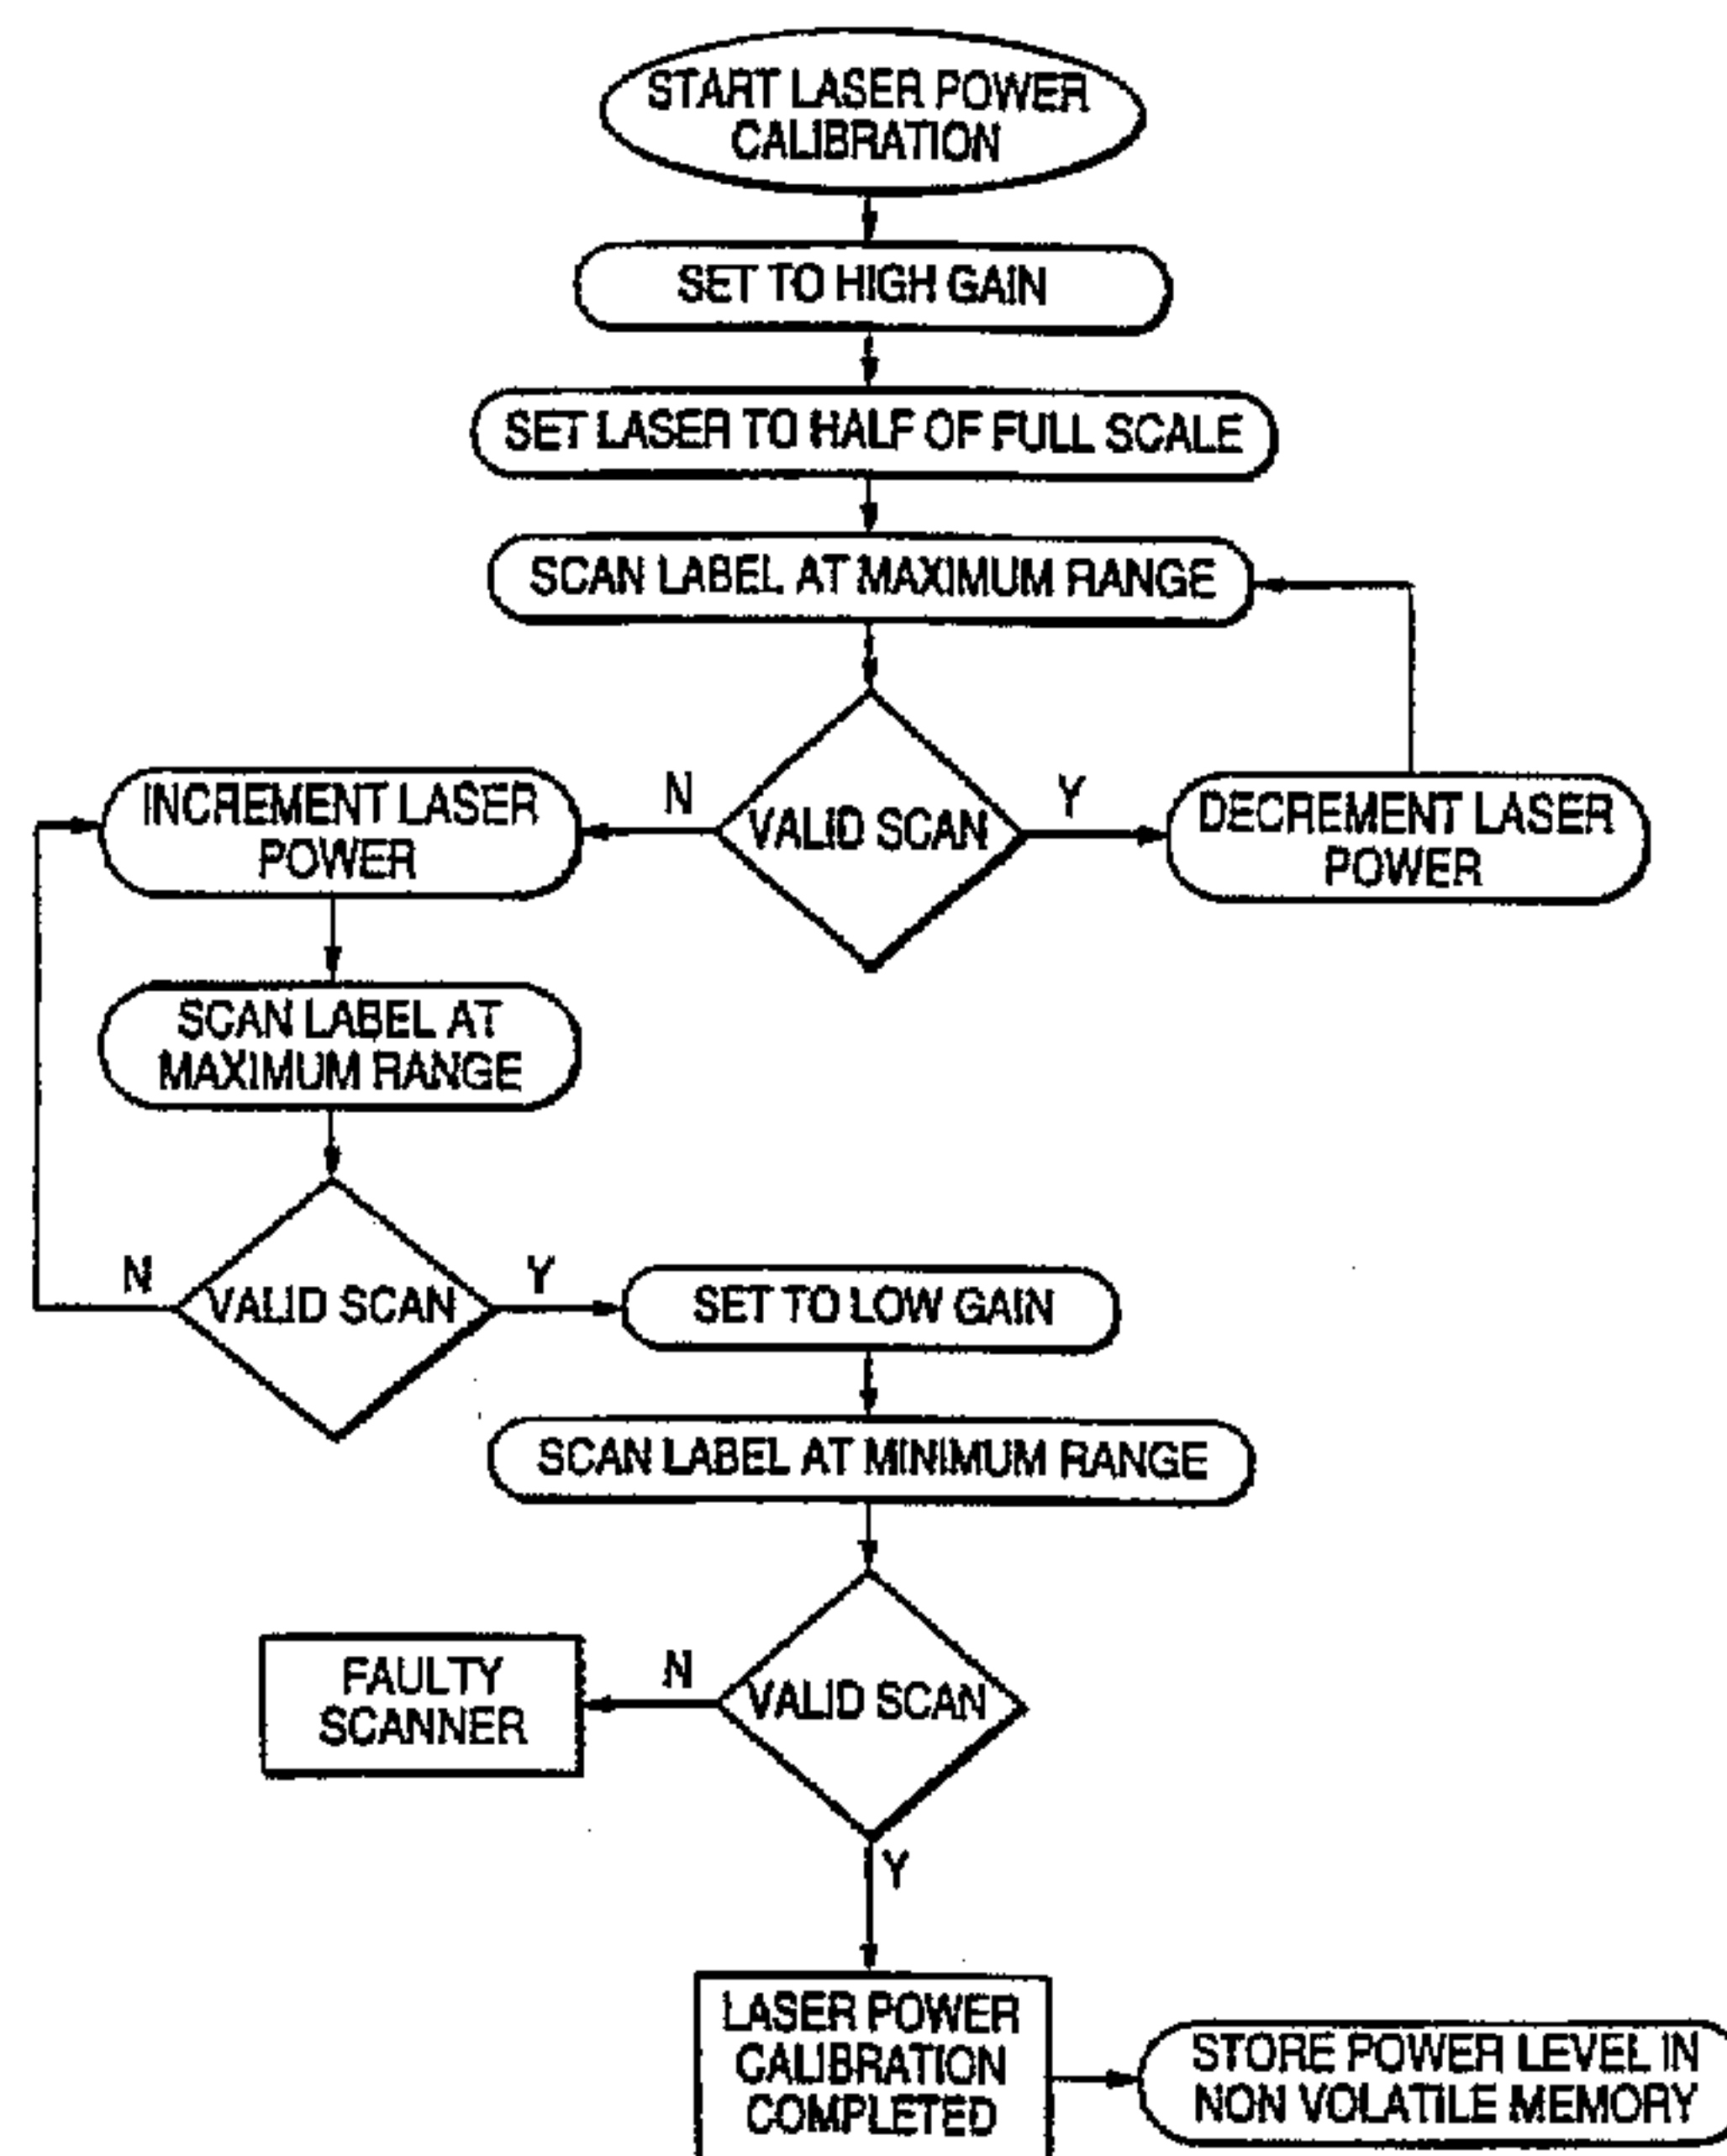 START LASER POWER
CALIBRATION
SET TO HIGH GAIN
SET LASER TO HALF OF FULL SCALE
SCAN LABEL AT MAXIMUM RANGE
INCREMENT LASER
POWER
N
VALID SCAN
Y
DECREMENT LASER
POWER
SCAN LABEL AT
MAXIMUM RANGE
N
VALID SCAN
Y
SET TO LOW GAIN
SCAN LABEL AT MINIMUM RANGE
FAULTY
SCANNER
N
VALID SCAN
Y
LASER POWER
CALIBRATION
COMPLETED
STORE POWER LEVEL IN
NON VOLATILE MEMORY